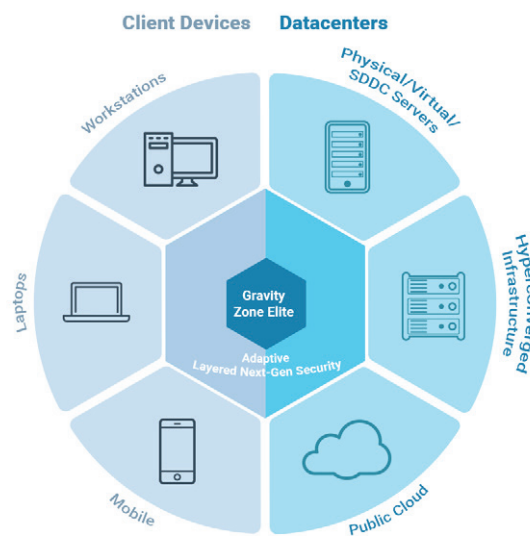 Client Devices Datacenters
Workstations
Physical/Virtual/
SDDC Servers
Laptops
Hyperconverged
Infrastructure
Gravity
Zone Elite
Adaptive
Layered Next-Gen Security
Mobile
Public Cloud